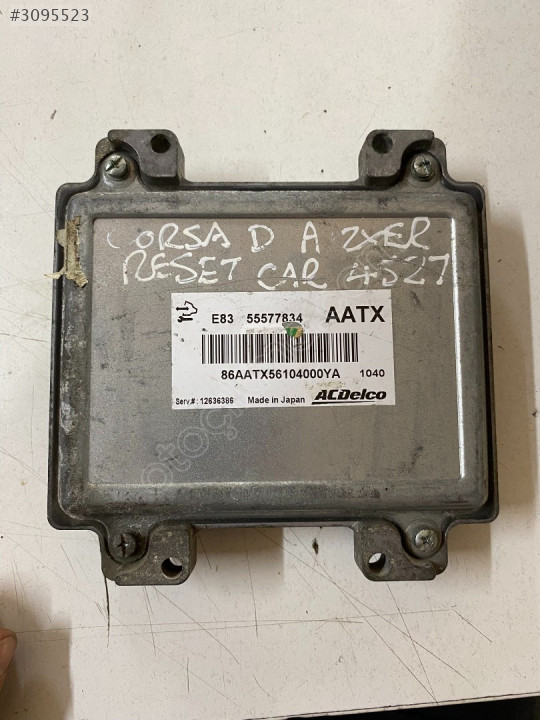 #3095523
CORSA D A 2XER
RESET CAR 4527
E83 55577834 AATX
86AATX56104000YA 1040
Serv.#: 12636386 Made in Japan ACDelco